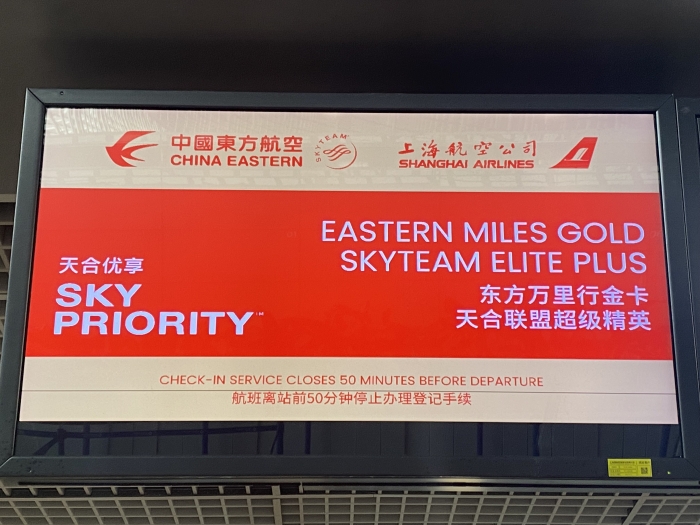 中國東方航空
CHINA EASTERN
SKYTEAM
上海航空公司
SHANGHAI AIRLINES
天合优享
SKY
PRIORITY™
EASTERN MILES GOLD
SKYTEAM ELITE PLUS
东方万里行金卡
天合联盟超级精英
CHECK-IN SERVICE CLOSES 50 MINUTES BEFORE DEPARTURE
航班离站前50分钟停止办理登记手续